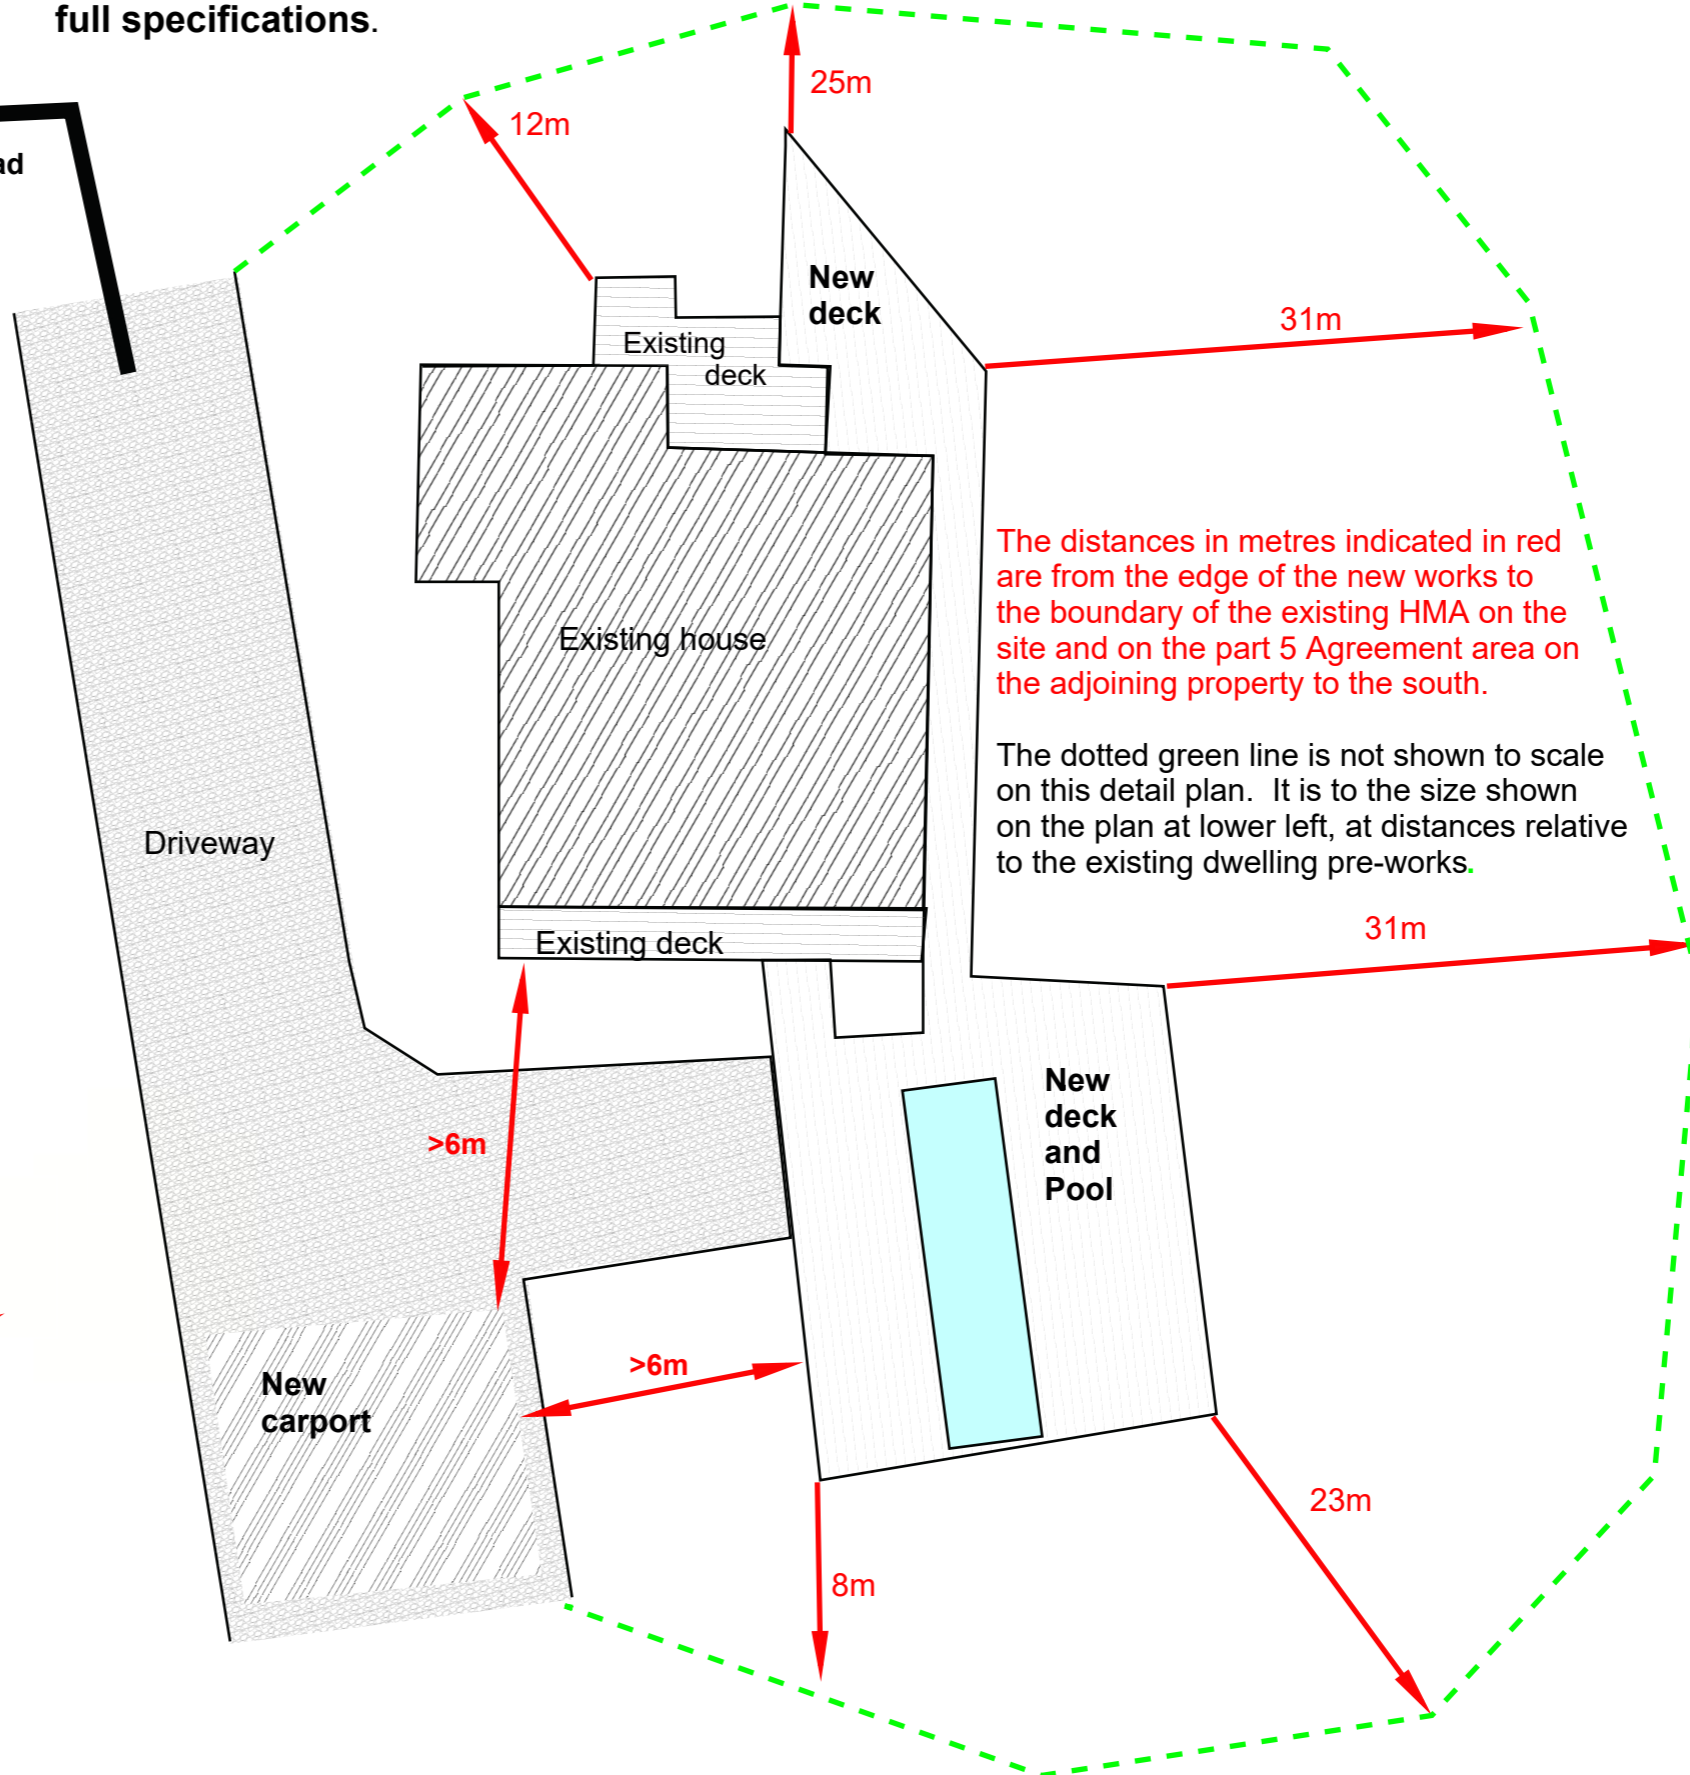 full specifications.
25m
12m
ad
New
deck
31m
Existing
deck
The distances in metres indicated in red
are from the edge of the new works to
the boundary of the existing HMA on the
site and on the part 5 Agreement area on
the adjoining property to the south.
Existing house
The dotted green line is not shown to scale
on this detail plan.  It is to the size shown
on the plan at lower left, at distances relative
to the existing dwelling pre-works.
Driveway
31m
Existing deck
New
deck
and
Pool
>6m
>6m
New
carport
23m
8m